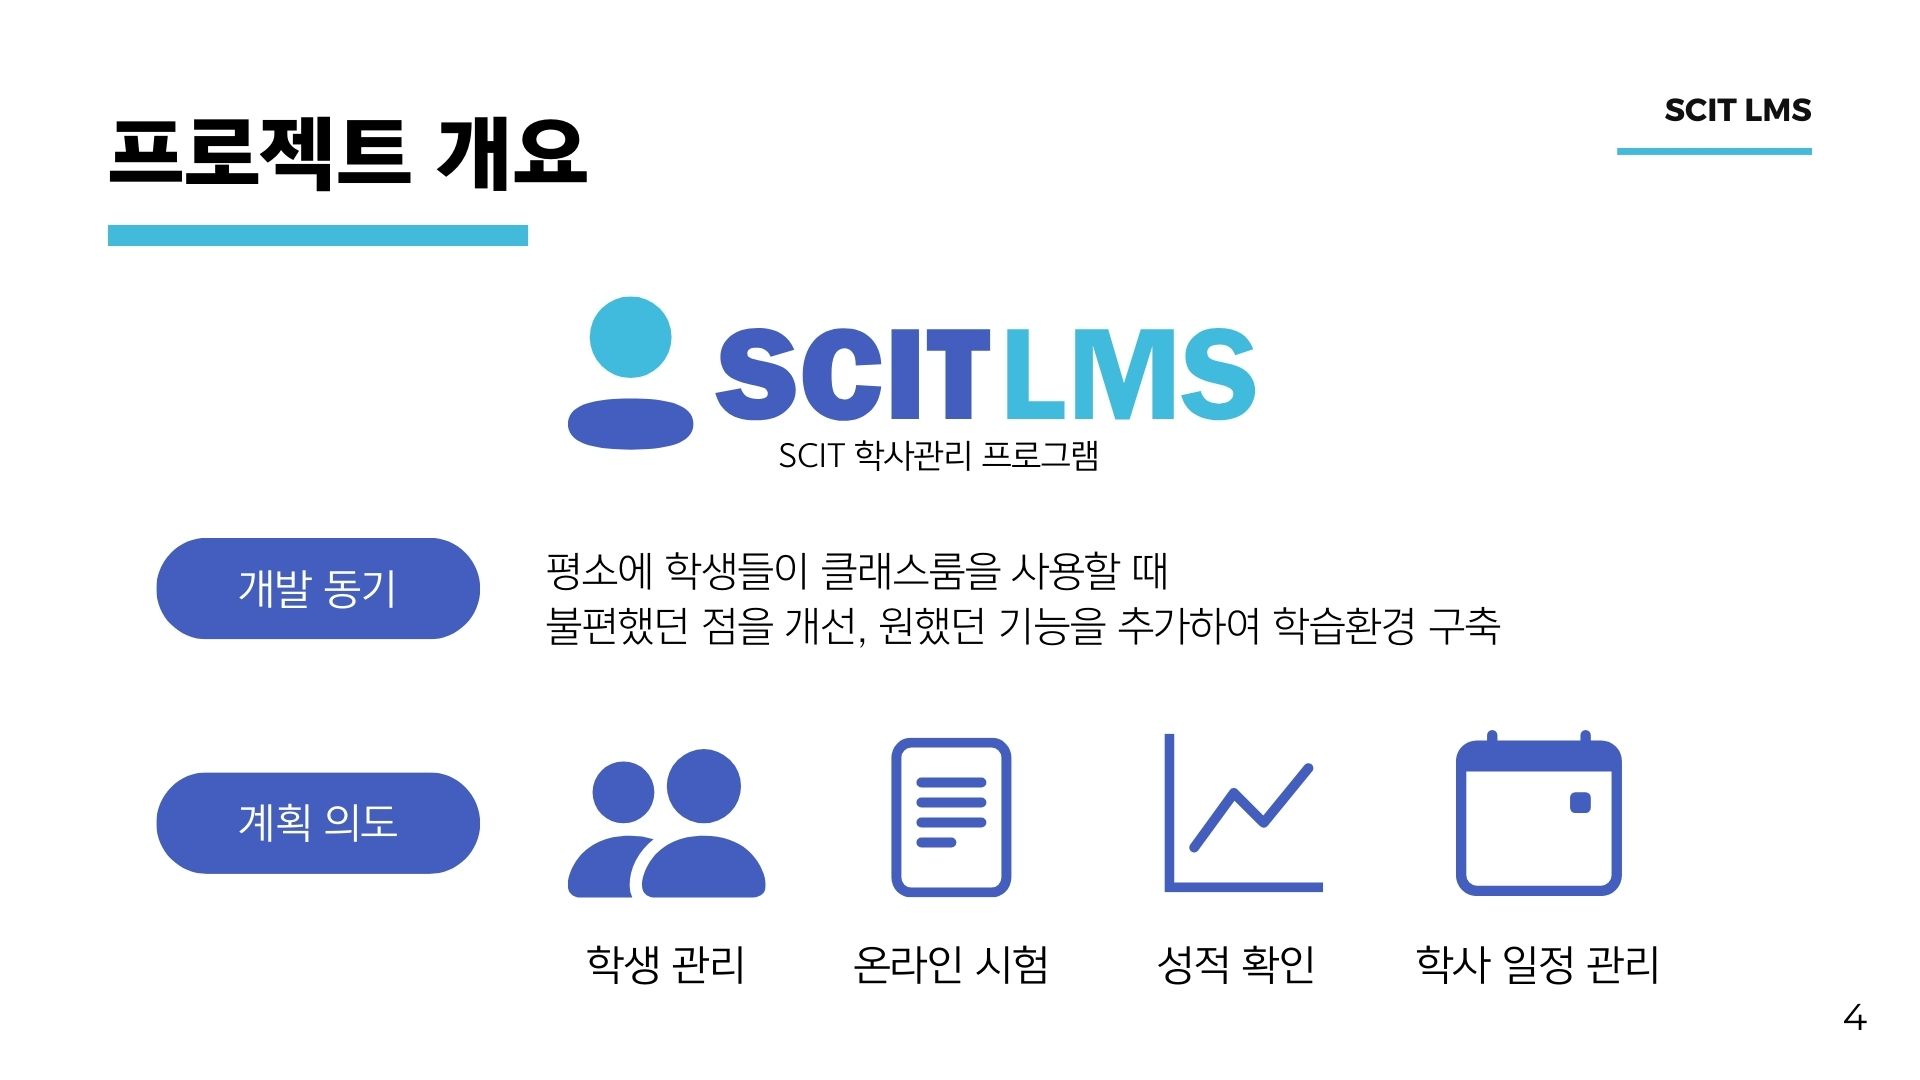 프로젝트 개요
SCIT LMS
SCIT LMS
SCIT 학사관리 프로그램
개발 동기
평소에 학생들이 클래스룸을 사용할 때
불편했던 점을 개선, 원했던 기능을 추가하여 학습환경 구축
계획 의도
학생 관리
온라인 시험
성적 확인
학사 일정 관리
4